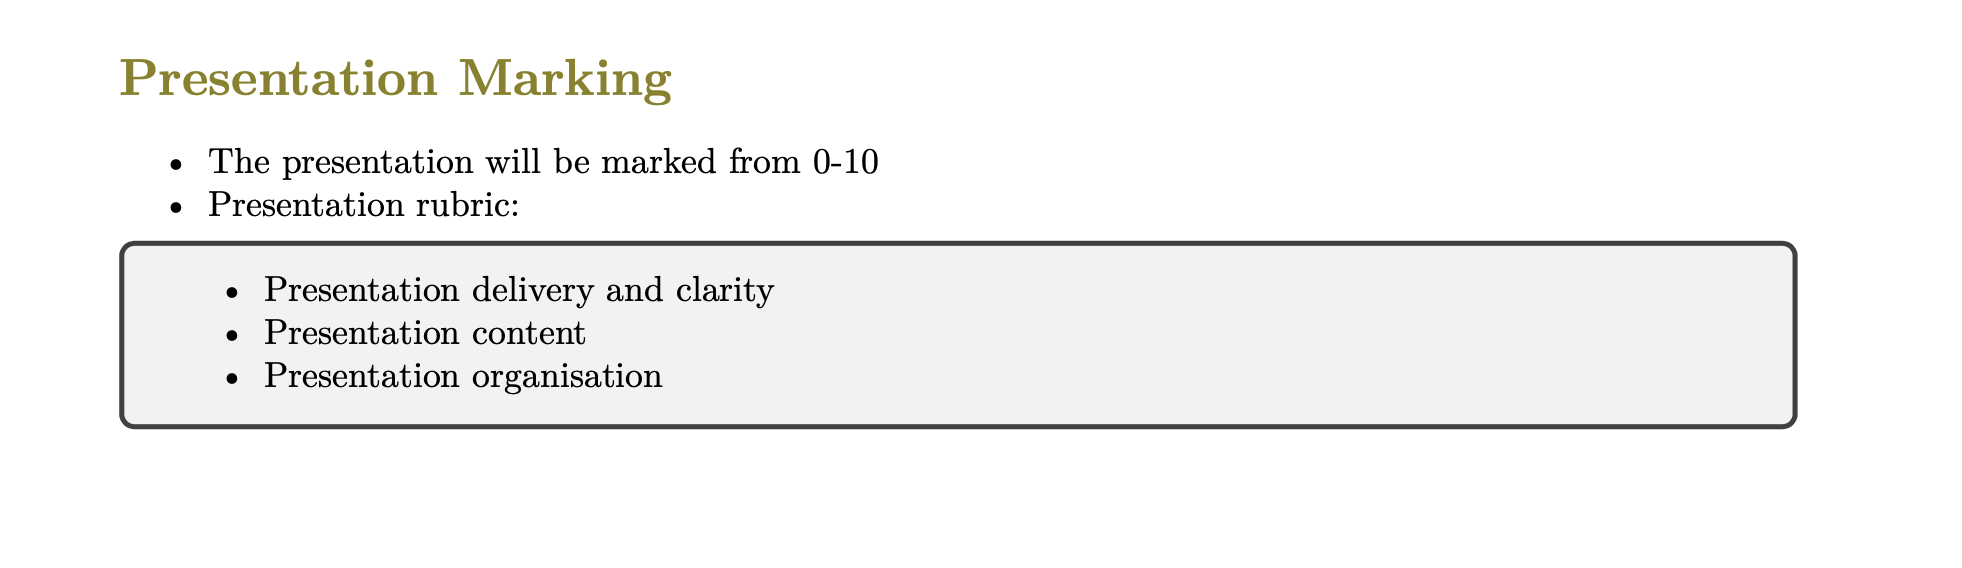 Presentation Marking
• The presentation will be marked from 0-10
• Presentation rubric:
• Presentation delivery and clarity
• Presentation content
• Presentation organisation